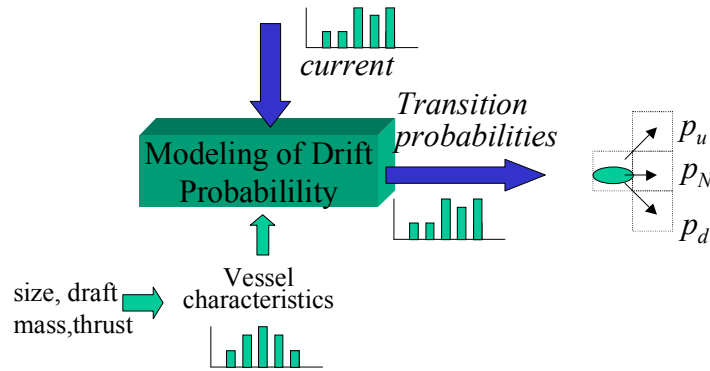 current
Transition
probabilities
Modeling of Drift
Probabilility
p_u
p_N
p_d
Vessel
characteristics
size, draft
mass,thrust